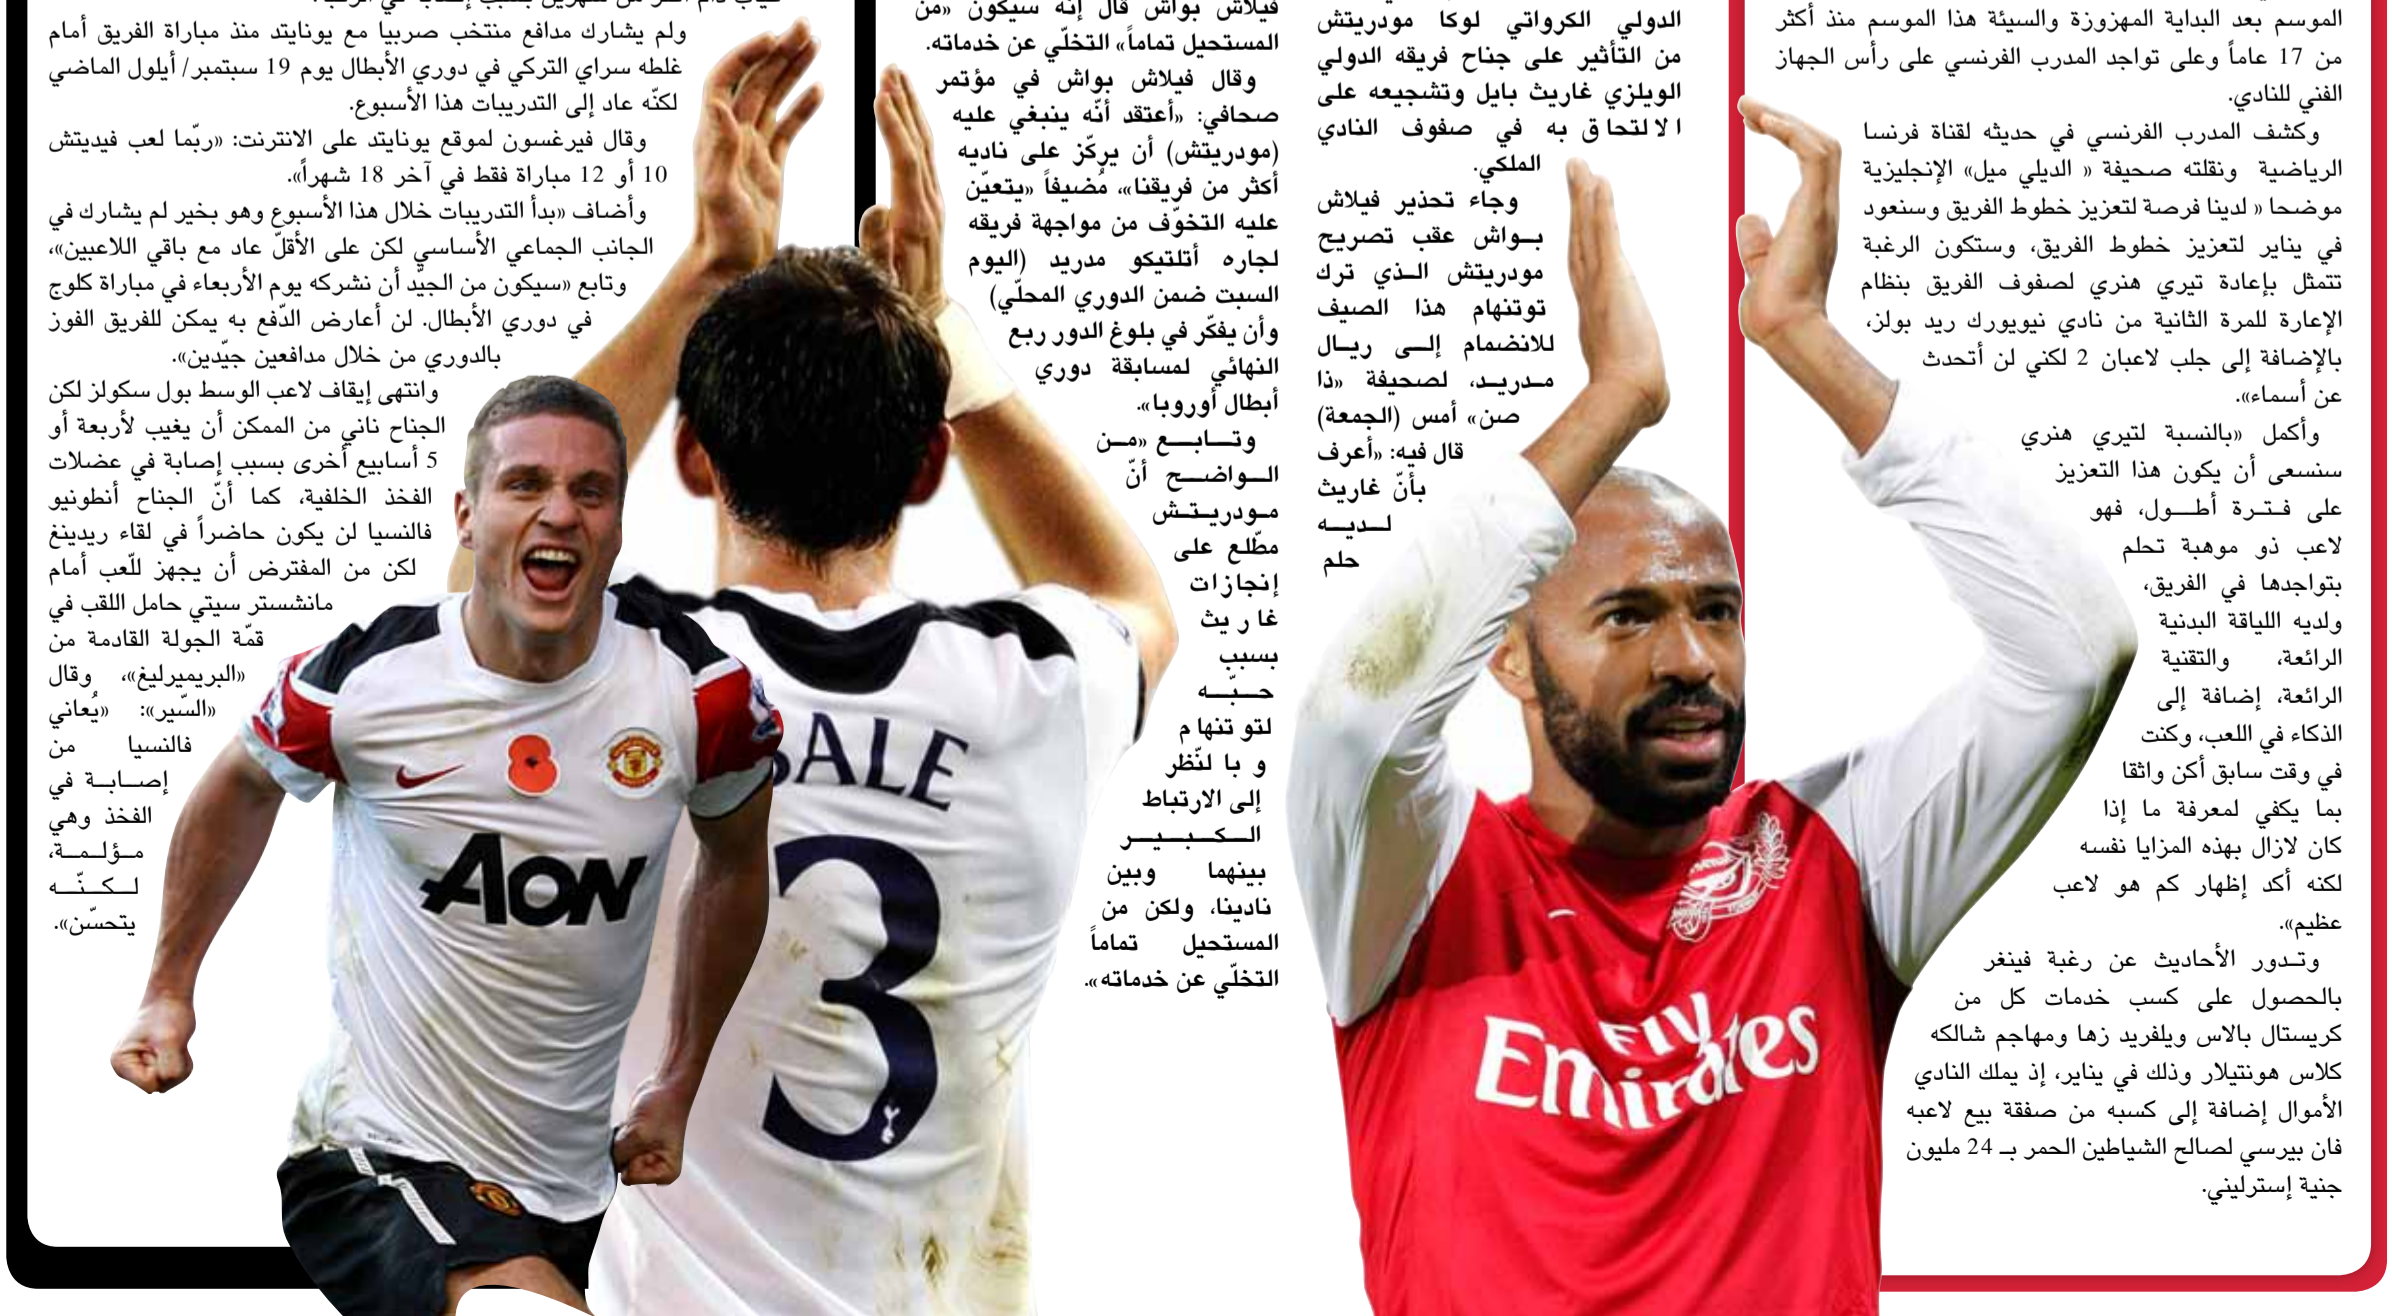 الموسم بعد البداية المهزوزة والسيئة هذا الموسم منذ أكثر
من 17 عاماً وعلى تواجد المدرب الفرنسي على رأس الجهاز
الفني للنادي.
وكشف المدرب الفرنسي في حديثه لقناة فرنسا
الرياضية ونقلته صحيفة « الديلي ميل» الإنجليزية
موضحا « لدينا فرصة لتعزيز خطوط الفريق وسنعود
في يناير لتعزيز خطوط الفريق، وستكون الرغبة
تتمثل بإعادة تيري هنري لصفوف الفريق بنظام
الإعارة للمرة الثانية من نادي نيويورك ريد بولز،
بالإضافة إلى جلب لاعبان 2 لكني لن أتحدث
عن أسماء».
وأكمل «بالنسبة لتيري هنري
سنسعى أن يكون هذا التعزيز
على فـتـرة أطــول، فهو
لاعب ذو موهبة تحلم
بتواجدها في الفريق،
ولديه اللياقة البدنية
الرائعة، والتقنية
الرائعة، إضافة إلى
الذكاء في اللعب، وكنت
في وقت سابق أكن واثقا
بما يكفي لمعرفة ما إذا
كان لازال بهذه المزايا نفسه
لكنه أكد إظهار كم هو لاعب
عظيم».
وتـدور الأحاديث عن رغبة فينغر
بالحصول على كسب خدمات كل من
كريستال بالاس ويلفريد زها ومهاجم شالكه
كلاس هونتيلار وذلك في يناير، إذ يملك النادي
الأموال إضافة إلى كسبه من صفقة بيع لاعبه
فان بيرسي لصالح الشياطين الحمر بـ 24 مليون
جنية إسترليني.
الدولي الكرواتي لوكا مودريتش
من التأثير على جناح فريقه الدولي
الويلزي غاريث بايل وتشجيعه على
الالتحاق به في صفوف النادي
الملكي.
وجاء تحذير فيلاش
بــواش عقب تصريح
مودريتش الــذي ترك
توتنهام هذا الصيف
للانضمام إلــى ريــال
مـدريـد، لصحيفة «ذا
صن» أمس (الجمعة)
قال فيه: «أعرف
بأنّ غاريث
لــديــه
حلم
فيلاش بواش قال إنه سيكون «من
المستحيل تماماً» التخلّي عن خدماته.
وقال فيلاش بواش في مؤتمر
صحافي: «أعتقد أنّه ينبغي عليه
(مودريتش) أن يركّز على ناديه
أكثر من فريقنا»، مُضيفاً «يتعيّن
عليه التخوّف من مواجهة فريقه
لجاره أتلتيكو مدريد (اليوم
السبت ضمن الدوري المحلّي)
وأن يفكّر في بلوغ الدور ربع
النهائي لمسابقة دوري
أبطال أوروبا».
وتــابــع «مــن
الــواضــح أنّ
مـودريـتـش
مطّلع على
إنجازات
غاريث
بسبب
حــبّــه
لتوتنهام
وبالنّظر
إلى الارتباط
الــكــبــيــر
بينهما وبين
نادينا، ولكن من
المستحيل تماماً
التخلّي عن خدماته».
ولم يشارك مدافع منتخب صربيا مع يونايتد منذ مباراة الفريق أمام
غلطه سراي التركي في دوري الأبطال يوم 19 سبتمبر/ أيلول الماضي
لكنّه عاد إلى التدريبات هذا الأسبوع.
وقال فيرغسون لموقع يونايتد على الانترنت: «ربّما لعب فيديتش
10 أو 12 مباراة فقط في آخر 18 شهراً».
وأضاف «بدأ التدريبات خلال هذا الأسبوع وهو بخير لم يشارك في
الجانب الجماعي الأساسي لكن على الأقلّ عاد مع باقي اللاعبين»،
وتابع «سيكون من الجيّد أن نشركه يوم الأربعاء في مباراة كلوج
في دوري الأبطال. لن أعارض الدّفع به يمكن للفريق الفوز
بالدوري من خلال مدافعين جيّدين».
وانتهى إيقاف لاعب الوسط بول سكولز لكن
الجناح ناني من الممكن أن يغيب لأربعة أو
5 أسابيع أخرى بسبب إصابة في عضلات
الفخذ الخلفية، كما أنّ الجناح أنطونيو
فالنسيا لن يكون حاضراً في لقاء ريدينغ
لكن من المفترض أن يجهز للّعب أمام
مانشستر سيتي حامل اللقب في
قمّة الجولة القادمة من
«البريميرليغ»، وقال
«السّير»: «يُعاني
فالنسيا من
إصــابــة في
الفخذ وهي
مـؤلـمـة،
لــكــنّــه
يتحسّن».
BALE
3
AON
Fly
Emirates